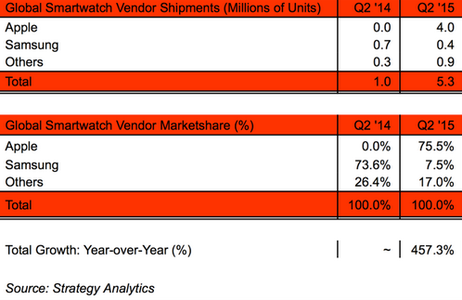 Global Smartwatch Vendor Shipments (Millions of Units) Q2 '14 Q2 '15
Apple 0.0 4.0
Samsung 0.7 0.4
Others 0.3 0.9
Total 1.0 5.3
Global Smartwatch Vendor Marketshare (%) Q2 '14 Q2 '15
Apple 0.0% 75.5%
Samsung 73.6% 7.5%
Others 26.4% 17.0%
Total 100.0% 100.0%
Total Growth: Year-over-Year (%) ~ 457.3%
Source: Strategy Analytics